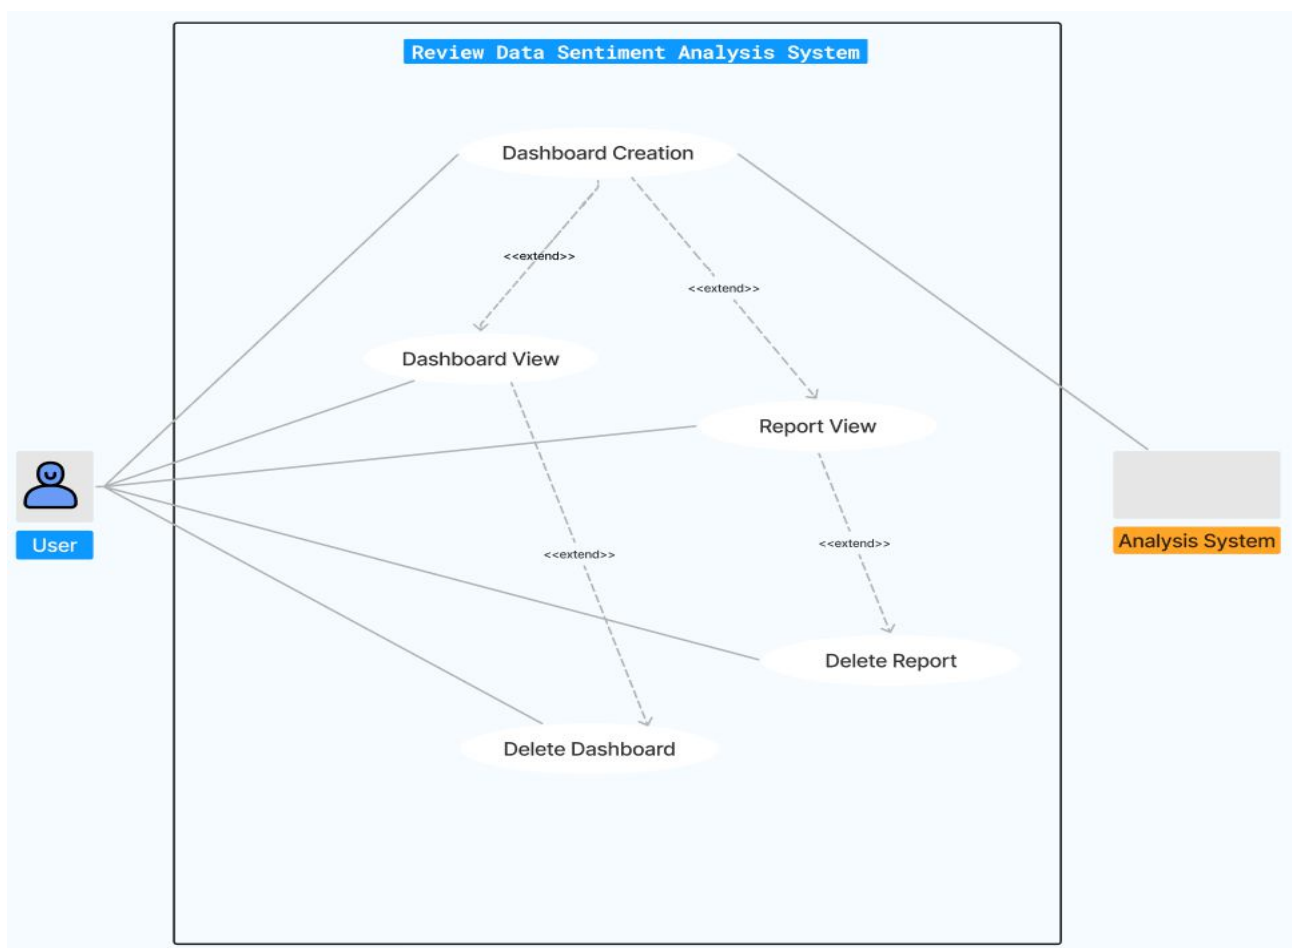 Review Data Sentiment Analysis System
Dashboard Creation
<<extend>>
<<extend>>
Dashboard View
Report View
User
Analysis System
<<extend>>
<<extend>>
Delete Report
Delete Dashboard